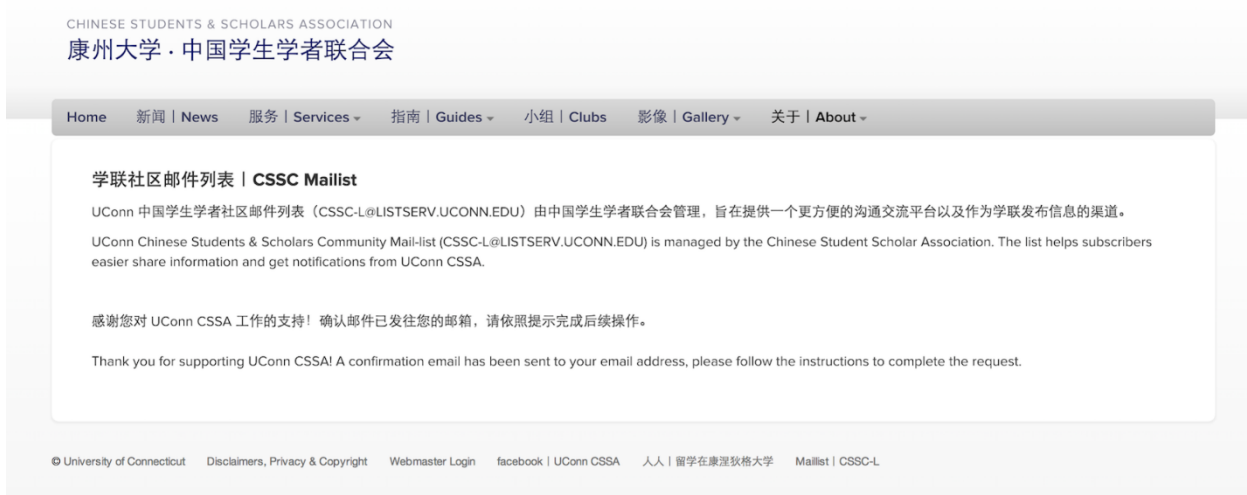 CHINESE STUDENTS & SCHOLARS ASSOCIATION
康州大学 · 中国学生学者联合会
Home 新闻 | News 服务 | Services 指南 | Guides 小组 | Clubs 影像 | Gallery 关于 | About
学联社区邮件列表 | CSSC Mailist
UConn 中国学生学者社区邮件列表（CSSC-L@LISTSERV.UCONN.EDU）由中国学生学者联合会管理，旨在提供一个更方便的沟通交流平台以及作为学联发布信息的渠道。
UConn Chinese Students & Scholars Community Mail-list (CSSC-L@LISTSERV.UCONN.EDU) is managed by the Chinese Student Scholar Association. The list helps subscribers
easier share information and get notifications from UConn CSSA.
感谢您对 UConn CSSA 工作的支持！确认邮件已发往您的邮箱，请依照提示完成后续操作。
Thank you for supporting UConn CSSA! A confirmation email has been sent to your email address, please follow the instructions to complete the request.
© University of Connecticut Disclaimers, Privacy & Copyright Webmaster Login facebook | UConn CSSA 人人 | 留学在康涅狄格大学 Maillist | CSSC-L